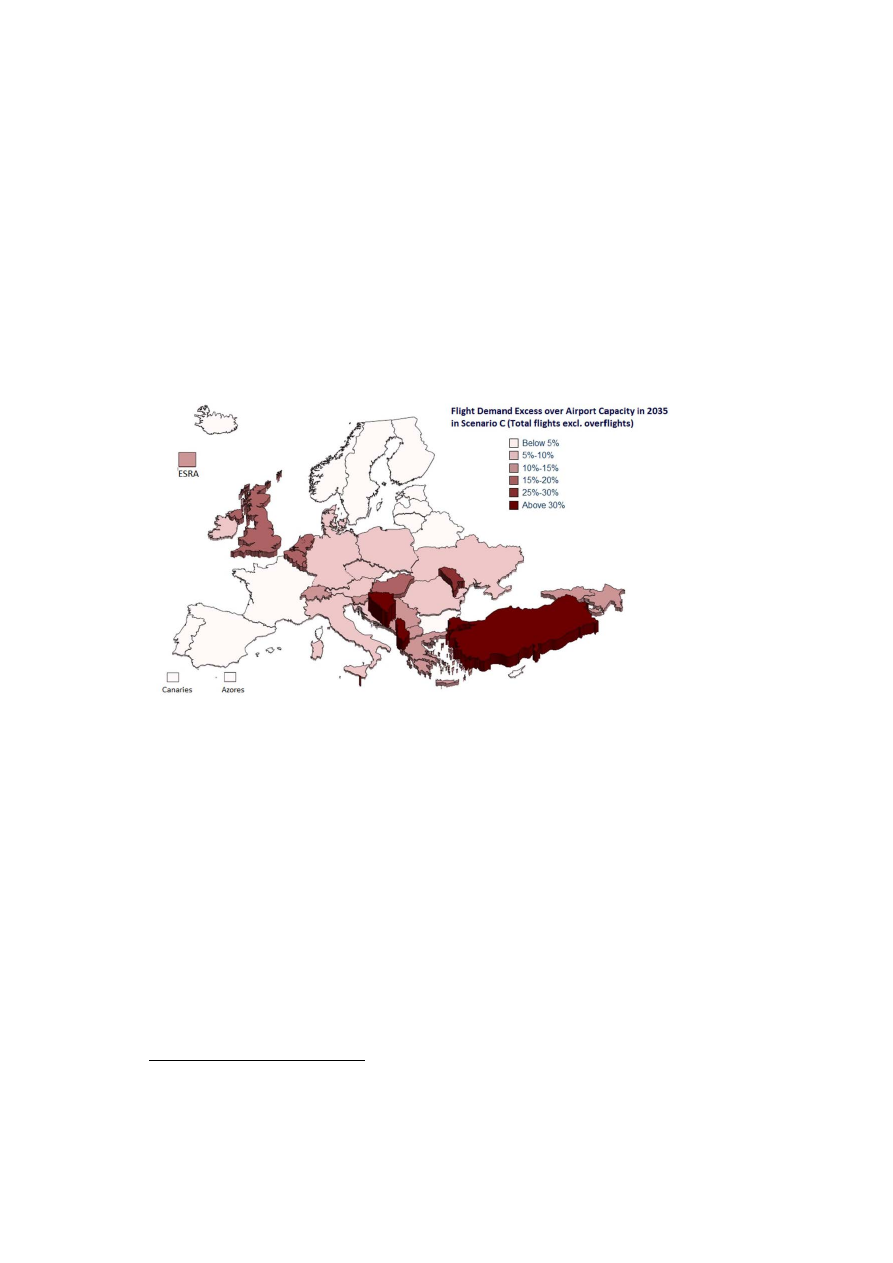 Flight Demand Excess over Airport Capacity in 2035
in Scenario C (Total flights excl. overflights)
Below 5%
5%-10%
10%-15%
15%-20%
25%-30%
Above 30%
ESRA
Canaries
Azores